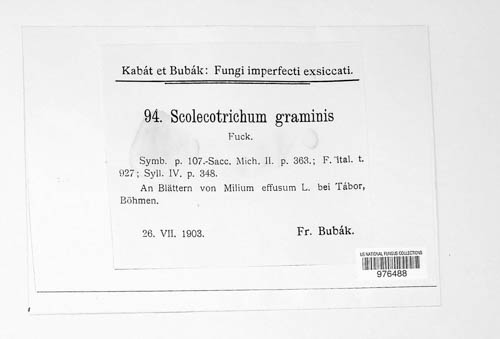 Kabát et Bubák: Fungi imperfecti exsiccati.
94. Scolecotrichum graminis
Fuck.
Symb. p. 107.-Sacc. Mich. II. p. 363.; F. Ital. t.
927; Syll. IV. p. 348.
An Blättern von Milium effusum L. bei Tábor,
Böhmen.
26. VII. 1903. Fr. Bubák.
US NATIONAL FUNGUS COLLECTIONS
976488